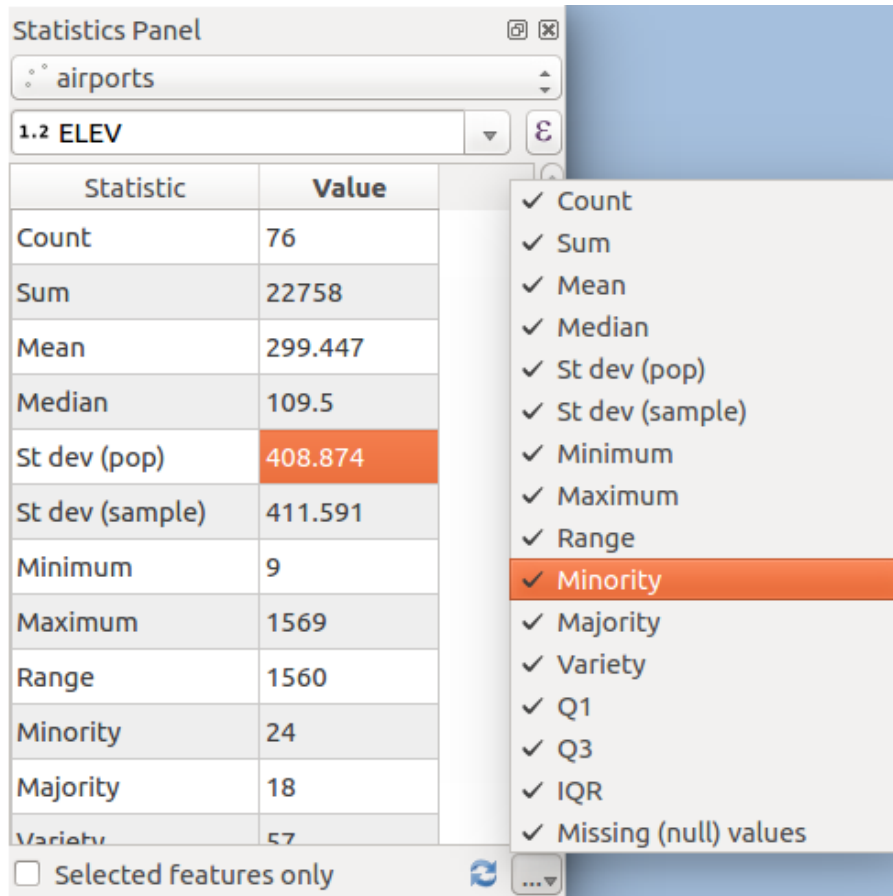 Statistics Panel
airports
1.2 ELEV ε
Statistic Value
Count 76
Sum 22758
Mean 299.447
Median 109.5
St dev (pop) 408.874
St dev (sample) 411.591
Minimum 9
Maximum 1569
Range 1560
Minority 24
Majority 18
Variety 57
Selected features only ...
Count
Sum
Mean
Median
St dev (pop)
St dev (sample)
Minimum
Maximum
Range
Minority
Majority
Variety
Q1
Q3
IQR
Missing (null) values